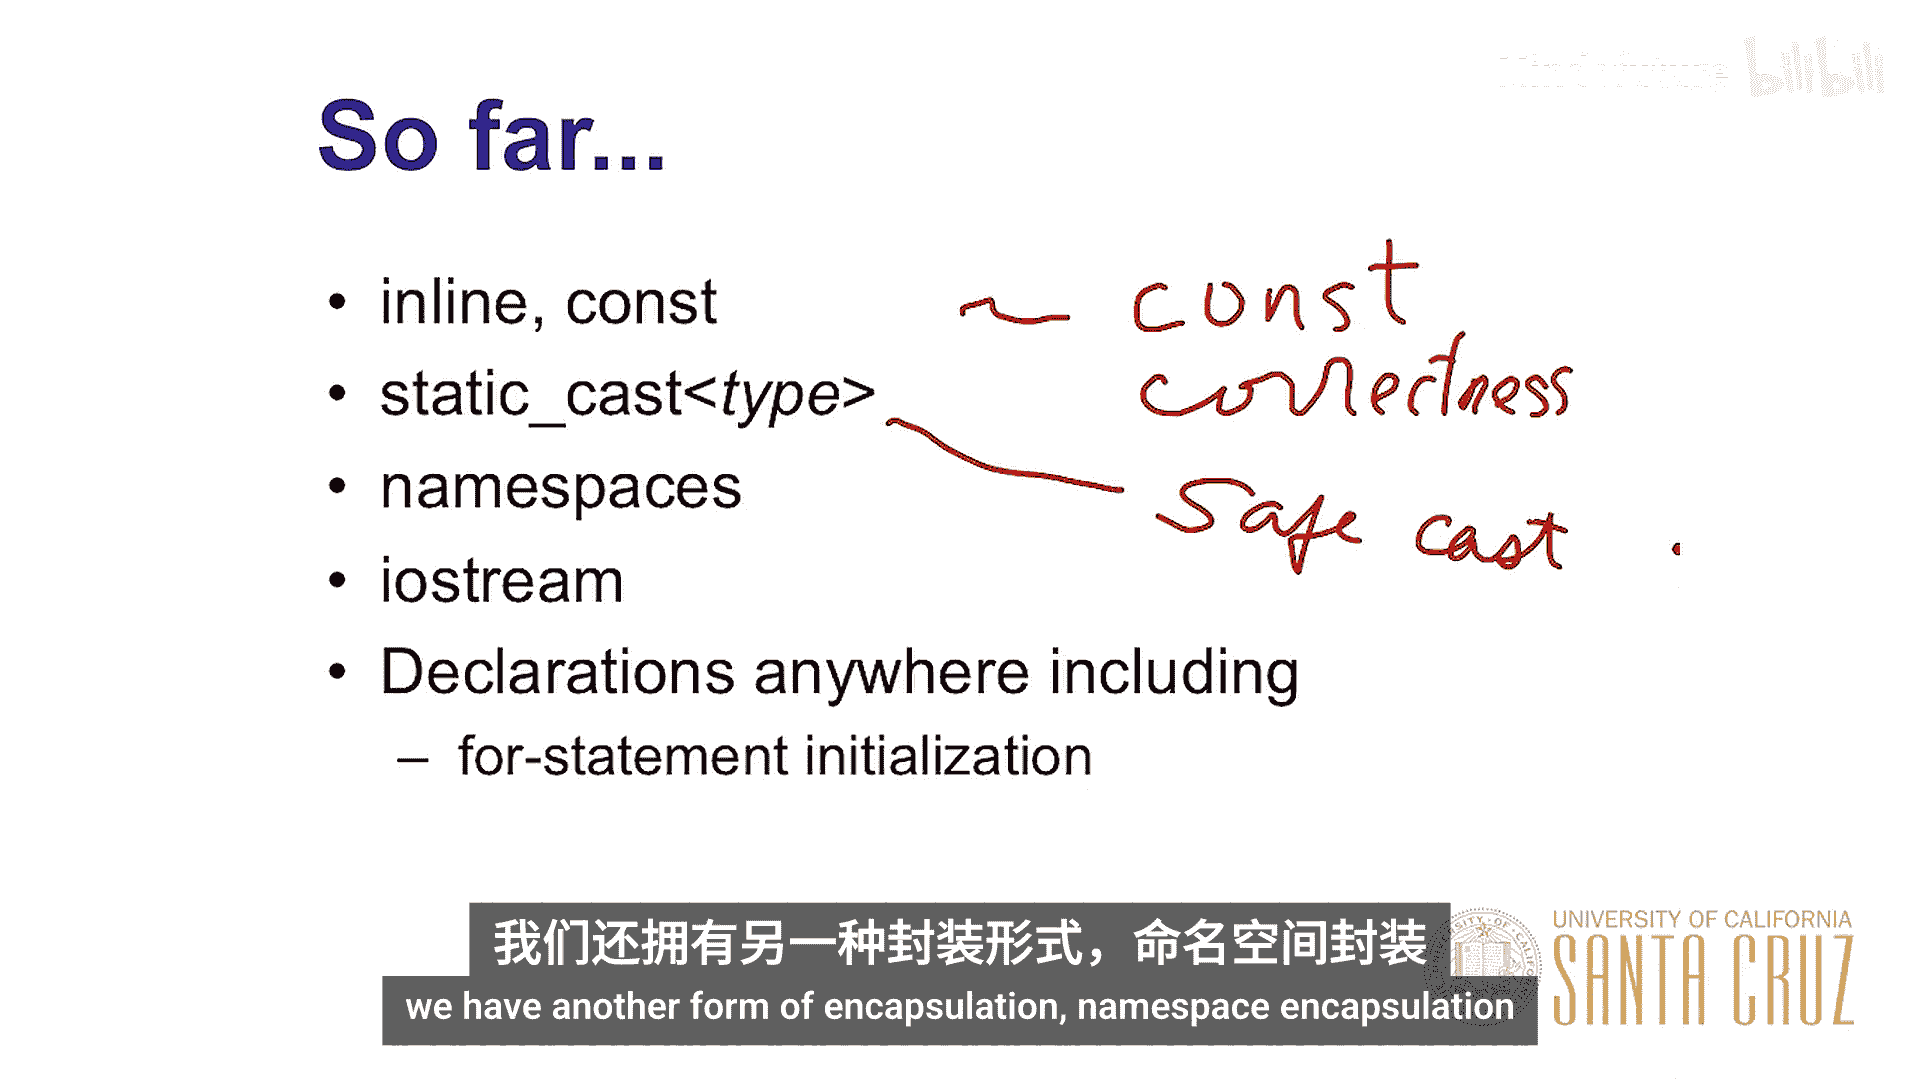 bilibili
So far...
• inline, const
~ const
correctness
• static_cast<type>
safe cast
• namespaces
• iostream
• Declarations anywhere including
– for-statement initialization
我们还拥有另一种封装形式，命名空间封装
we have another form of encapsulation, namespace encapsulation
UNIVERSITY OF CALIFORNIA
SANTA CRUZ